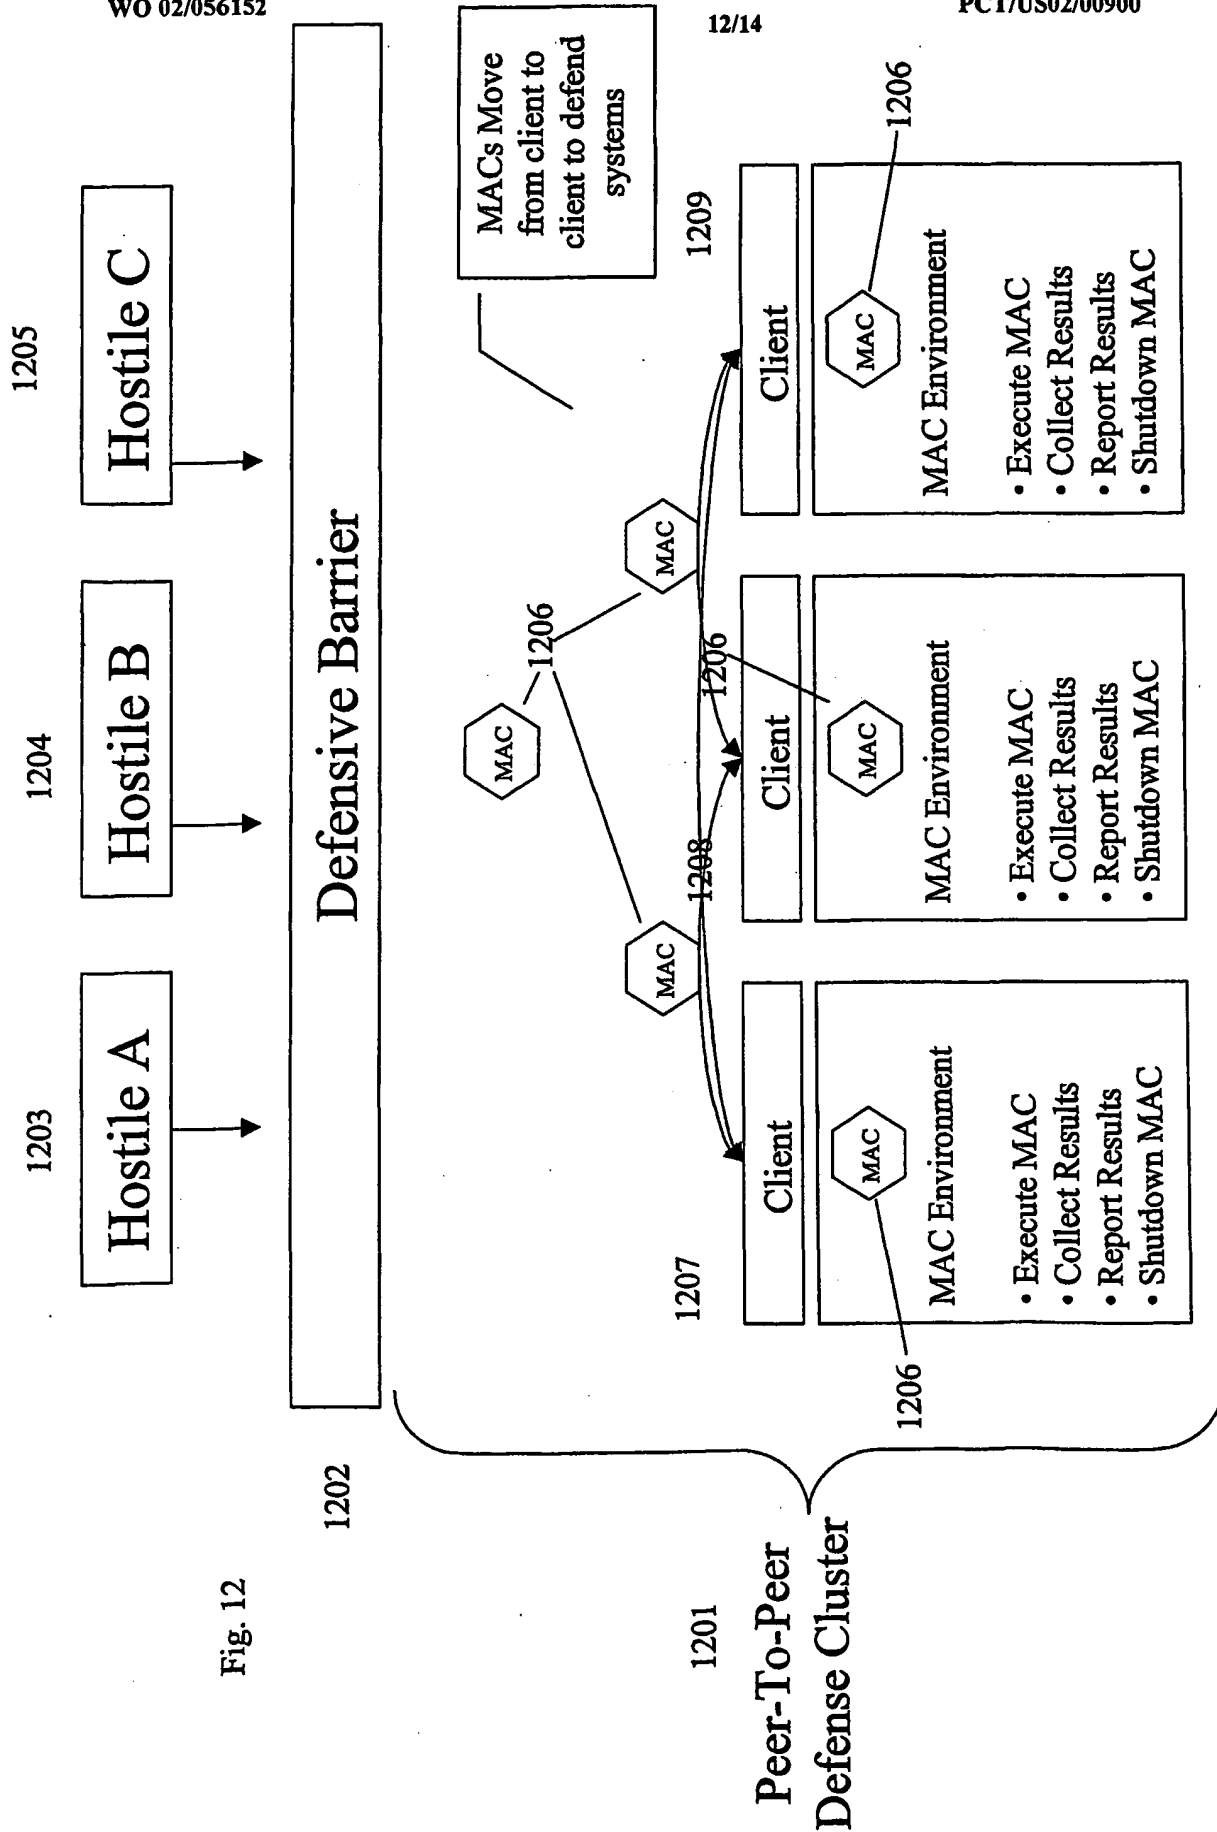 WO 02/056152
12/14
PCT/US02/00900
Fig. 12
1203
1204
1205
Hostile A
Hostile B
Hostile C
1202
Defensive Barrier
MACs Move
from client to
client to defend
systems
MAC
1206
MAC
MAC
1201
Peer-To-Peer
Defense Cluster
1207
1208
1206
1209
Client
Client
Client
MAC
MAC
MAC
1206
1206
MAC Environment
• Execute MAC
• Collect Results
• Report Results
• Shutdown MAC
MAC Environment
• Execute MAC
• Collect Results
• Report Results
• Shutdown MAC
MAC Environment
• Execute MAC
• Collect Results
• Report Results
• Shutdown MAC